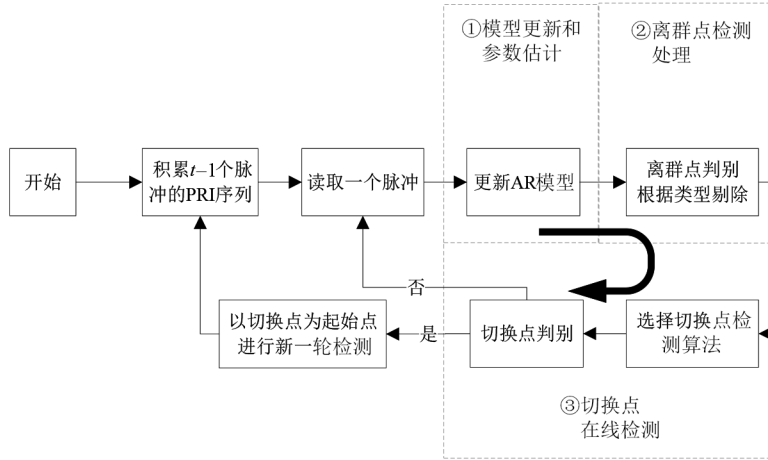 ①模型更新和
参数估计
②离群点检测
处理
开始
积累t−1个脉
冲的PRI序列
读取一个脉冲
更新AR模型
离群点判别
根据类型剔除
否
以切换点为起始点
进行新一轮检测
是
切换点判别
选择切换点检
测算法
③切换点
在线检测